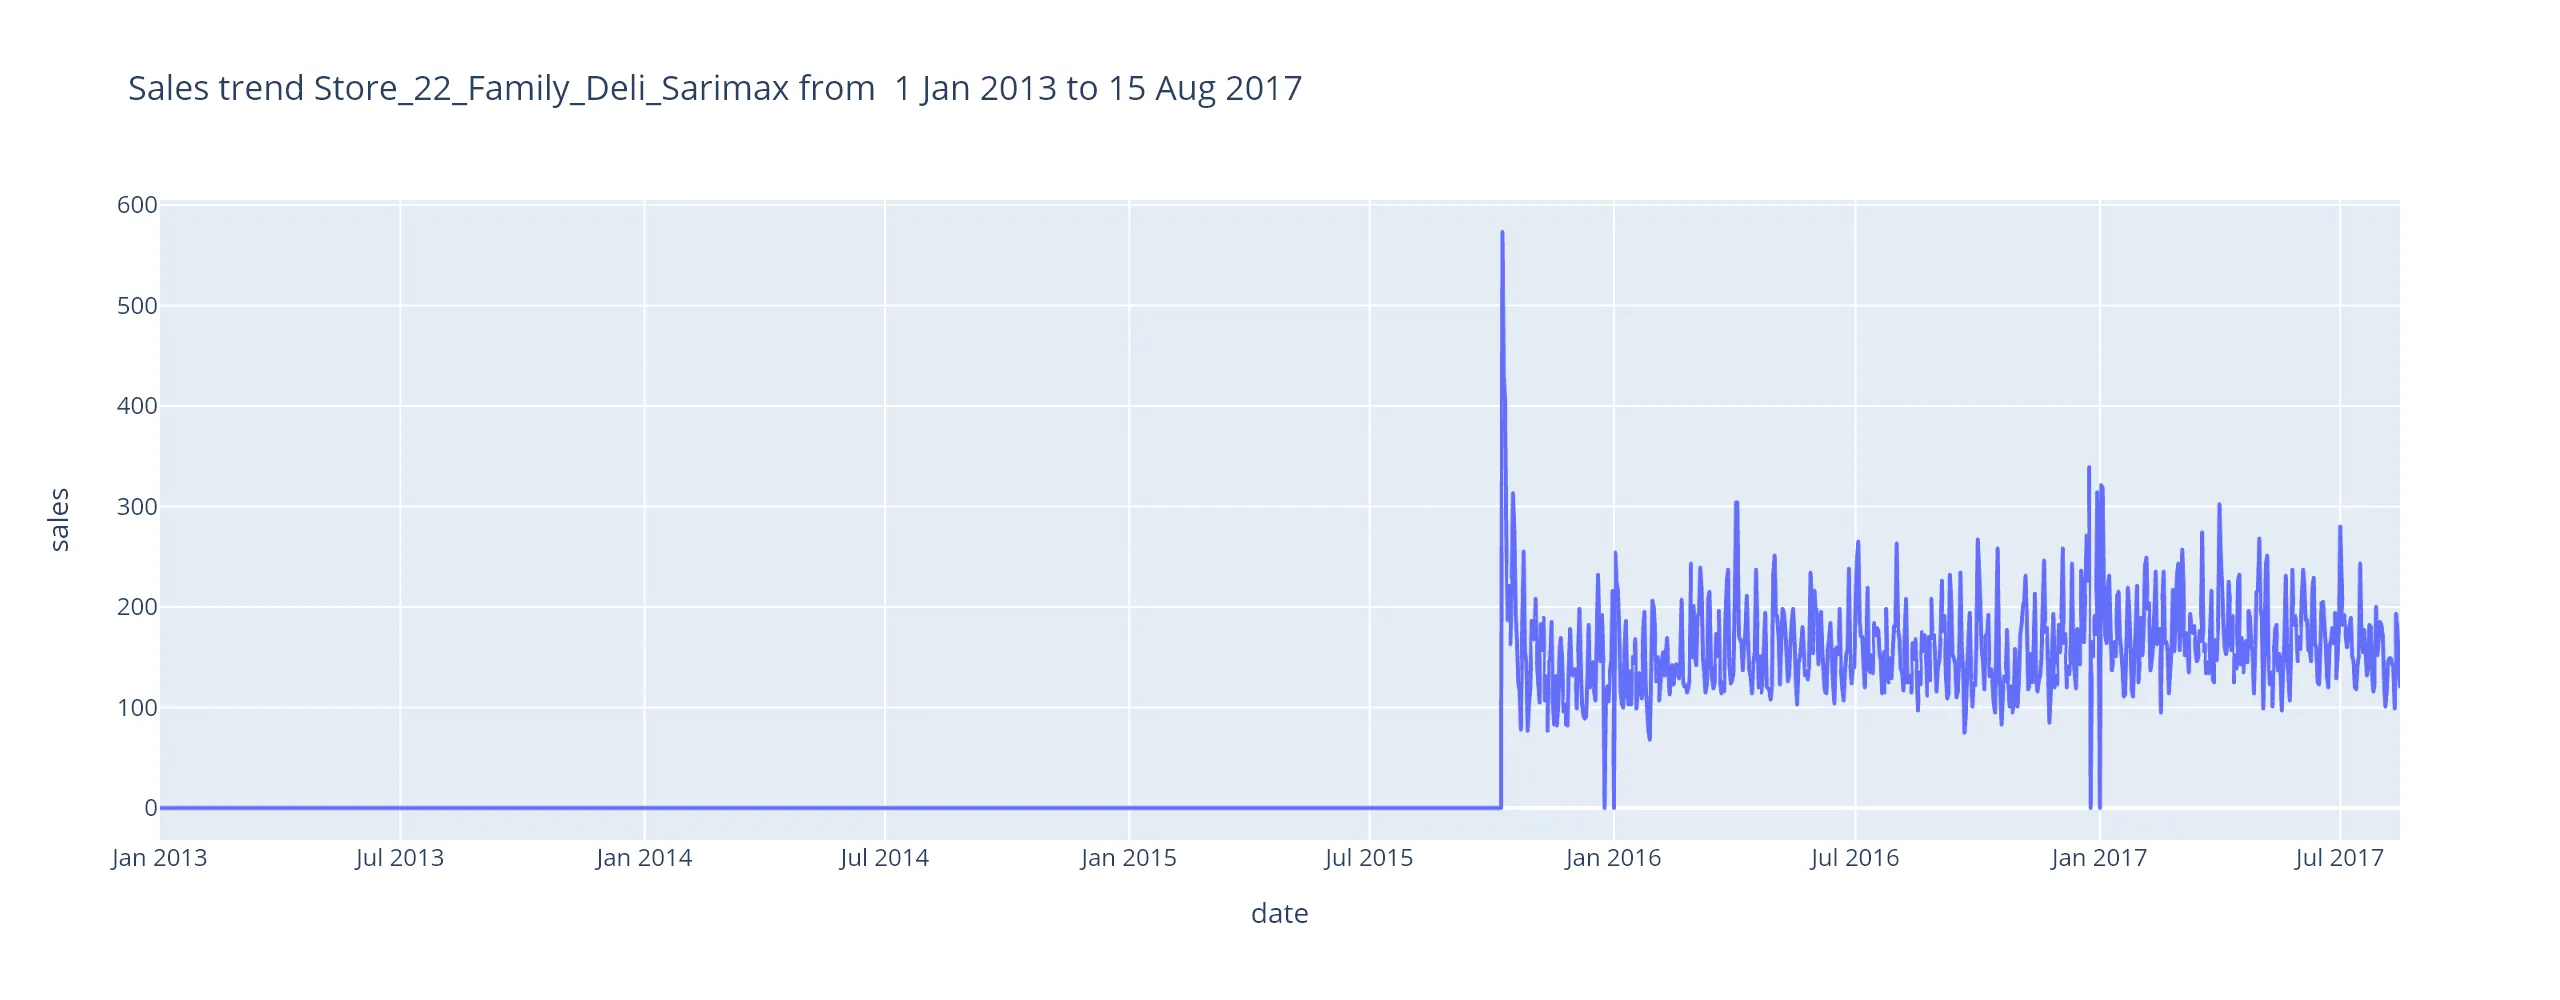 Sales trend Store_22_Family_Deli_Sarimax from  1 Jan 2013 to 15 Aug 2017
600
500
400
300
200
100
0
sales
Jan 2013 Jul 2013 Jan 2014 Jul 2014 Jan 2015 Jul 2015 Jan 2016 Jul 2016 Jan 2017 Jul 2017
date